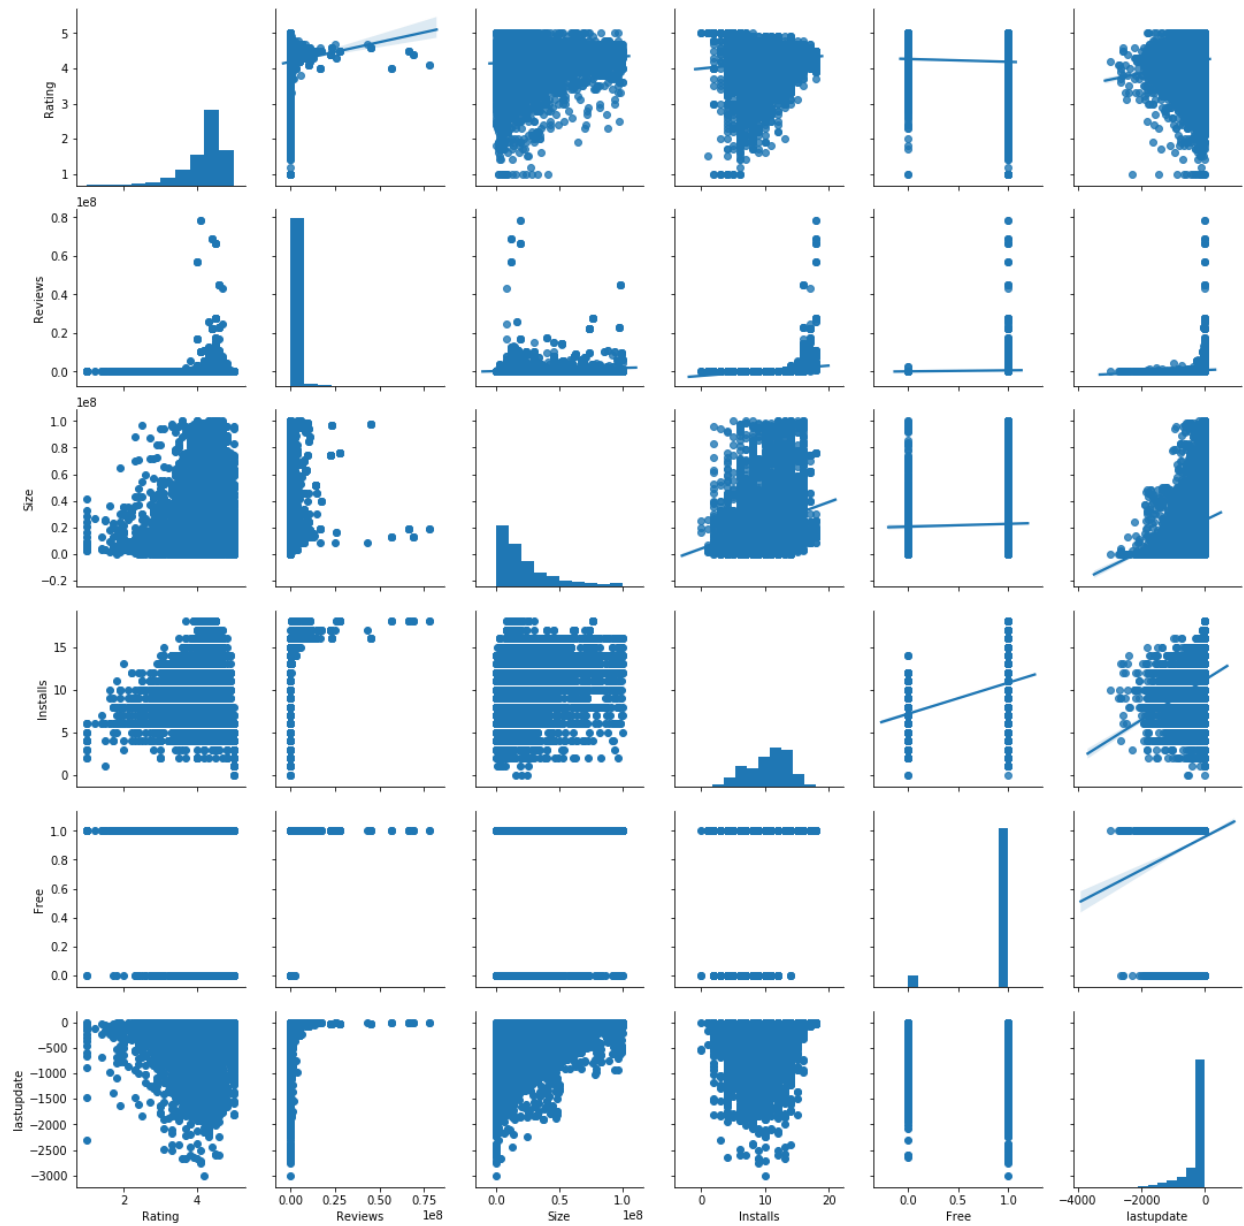 5
4
3
2
1
Rating
1e8
0.8
0.6
0.4
0.2
0.0
Reviews
1e8
1.0
0.8
0.6
0.4
0.2
0.0
−0.2
Size
15
10
5
0
Installs
1.0
0.8
0.6
0.4
0.2
0.0
Free
0
−500
−1000
−1500
−2000
−2500
−3000
lastupdate
2 4
Rating
0.00 0.25 0.50 0.75
1e8
Reviews
0.0 0.5 1.0
1e8
Size
0 10 20
Installs
0.0 0.5 1.0
Free
−4000 −2000 0
lastupdate